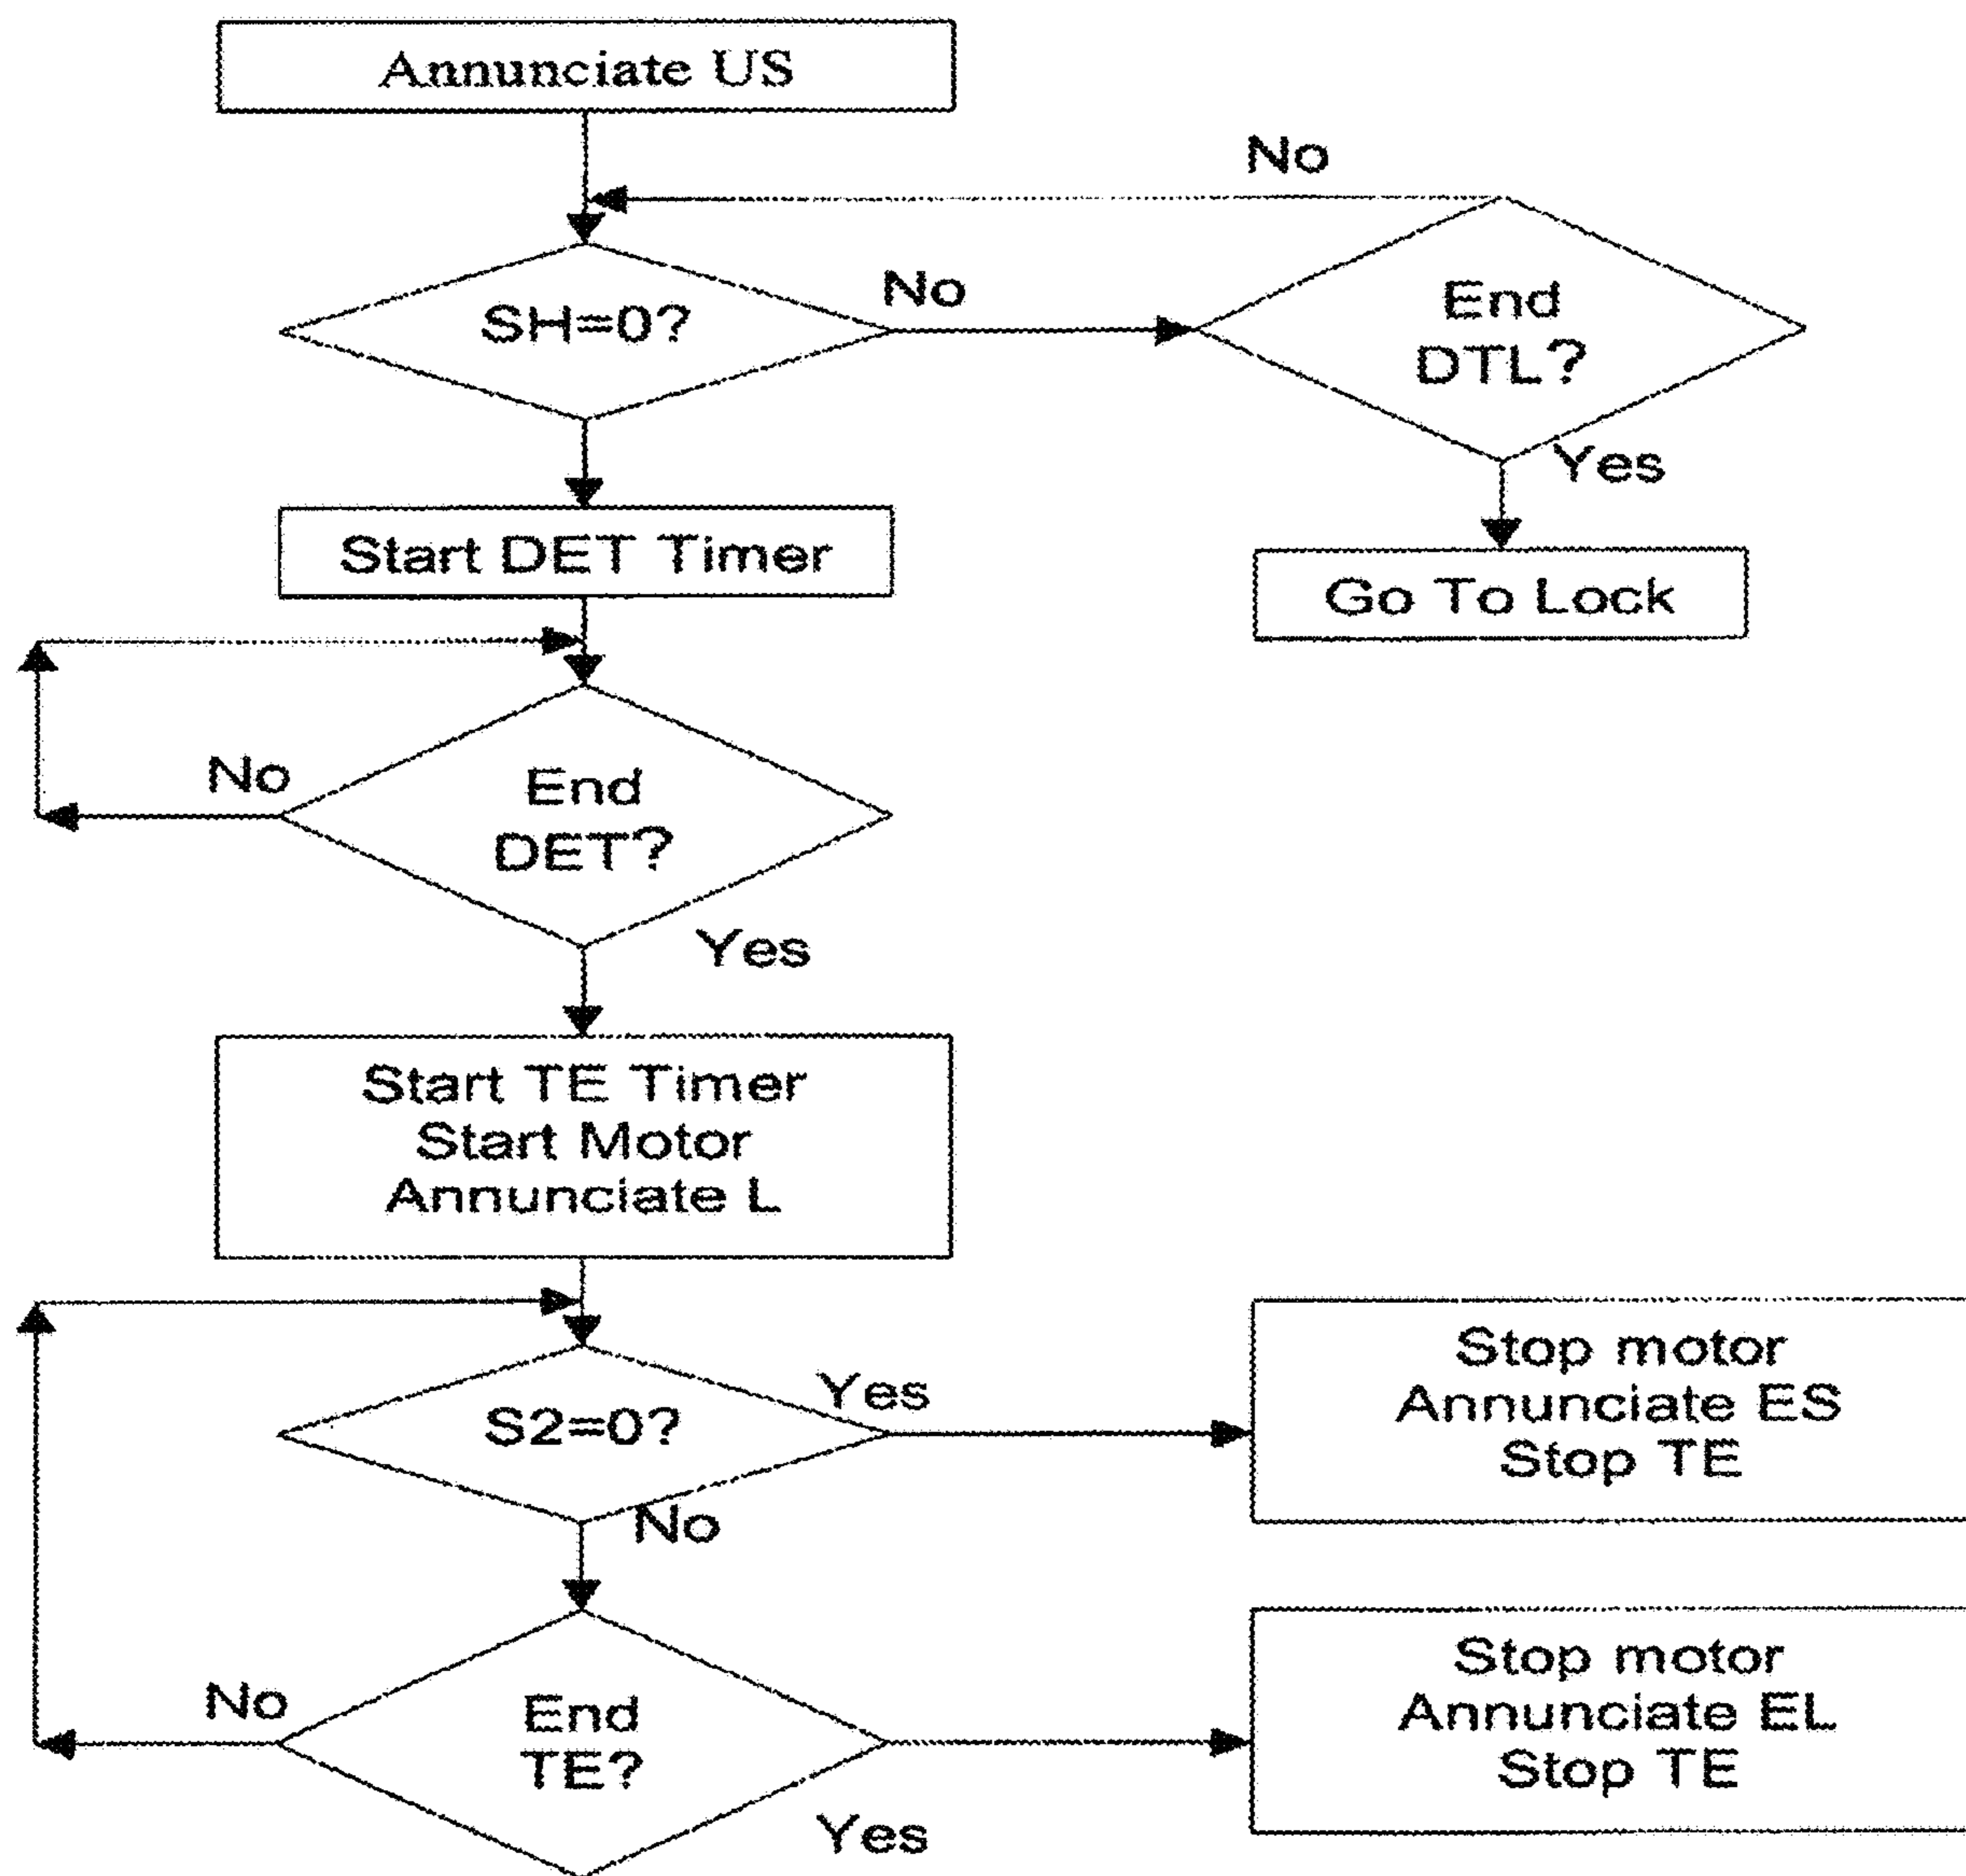 Annunciate US
No
SH=0?
No
End
DTL?
Yes
Start DET Timer
Go To Lock
No
End
DET?
Yes
Start TE Timer
Start Motor
Annunciate L
S2=0?
Yes
Stop motor
Annunciate ES
Stop TE
No
No
End
TE?
Yes
Stop motor
Annunciate EL
Stop TE